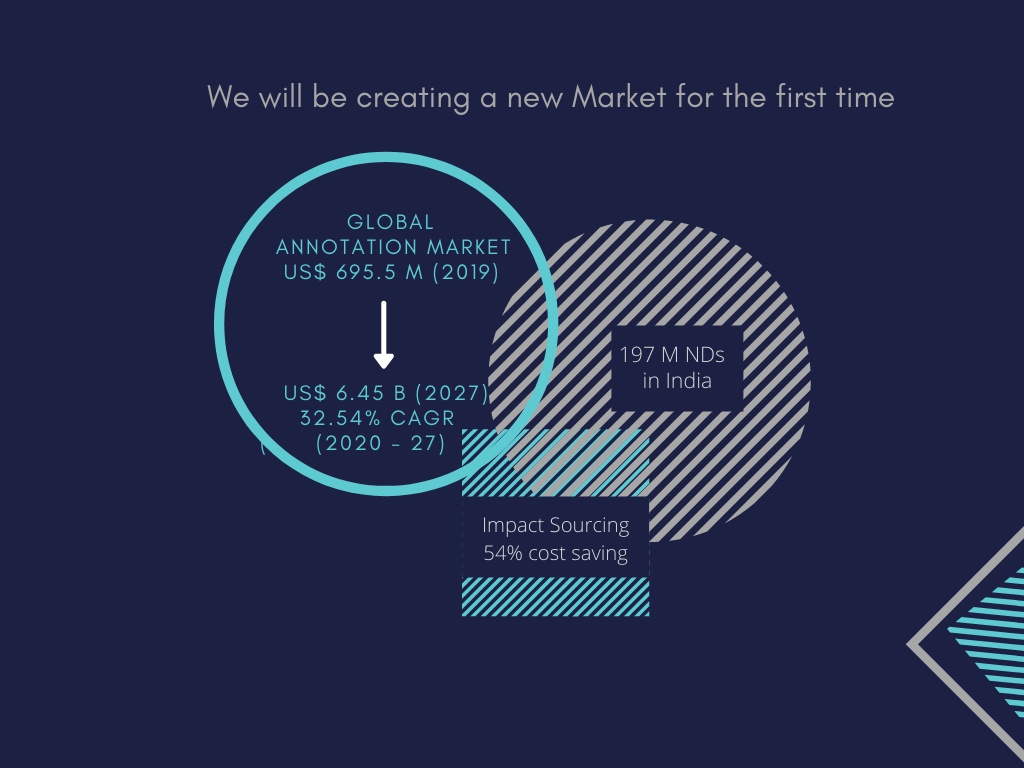 We will be creating a new Market for the first time
GLOBAL
ANNOTATION MARKET
US$ 695.5 M (2019)
US$ 6.45 B (2027)
32.54% CAGR
( (2020 - 27)
197 M NDs
in India
Impact Sourcing
54% cost saving